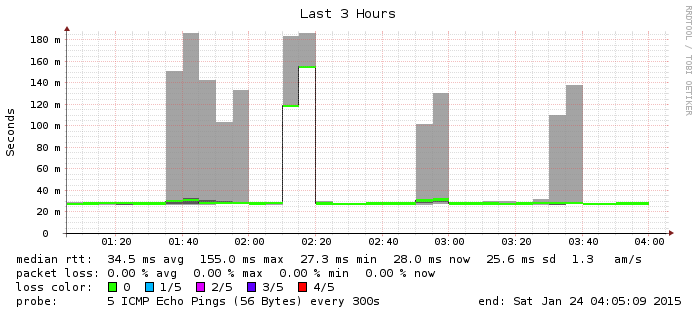 Last 3 Hours
RRDTOOL / TOBI OETIKER
Seconds
180 m
160 m
140 m
120 m
100 m
80 m
60 m
40 m
20 m
0
01:20 01:40 02:00 02:20 02:40 03:00 03:20 03:40 04:00
median rtt: 34.5 ms avg 155.0 ms max 27.3 ms min 28.0 ms now 25.6 ms sd 1.3 am/s
packet loss: 0.00 % avg 0.00 % max 0.00 % min 0.00 % now
loss color: 0 1/5 2/5 3/5 4/5
probe: 5 ICMP Echo Pings (56 Bytes) every 300s end: Sat Jan 24 04:05:09 2015